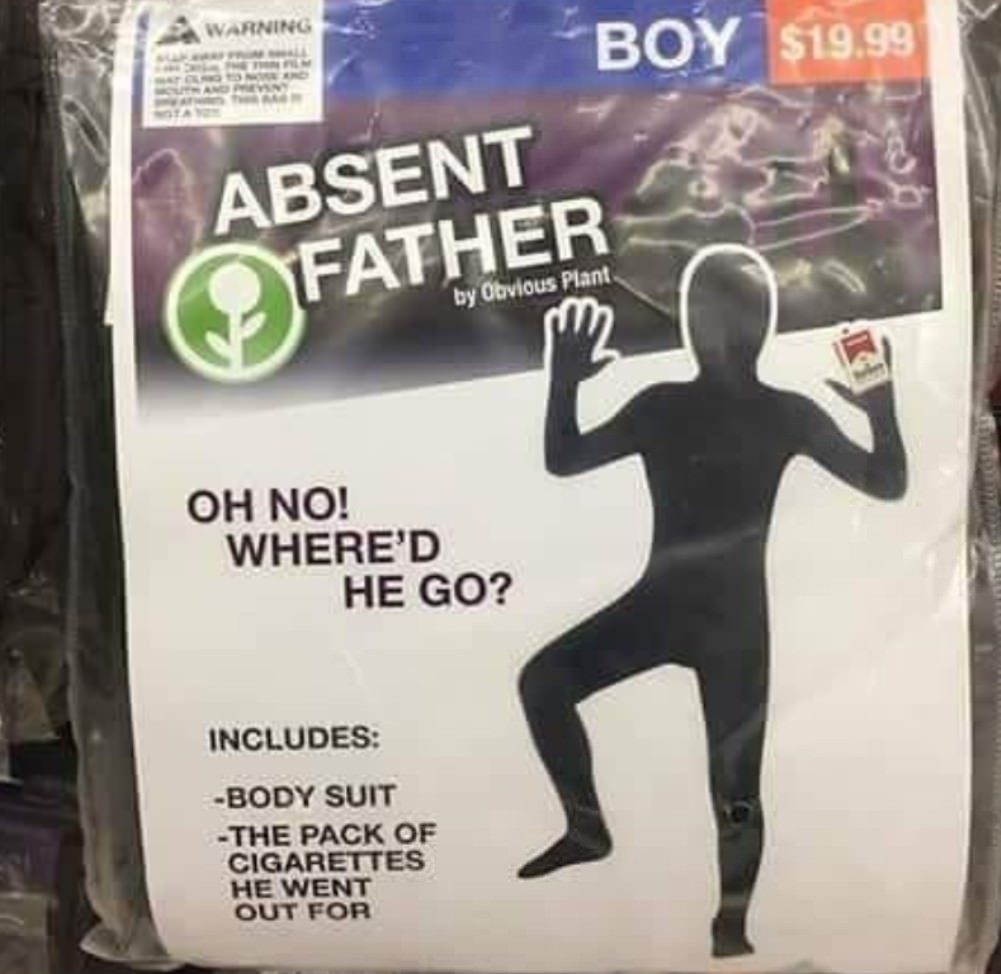 WARNING
BOY
$19.99
ABSENT
FATHER
by Obvious Plant
OH NO!
WHERE'D
HE GO?
INCLUDES:
-BODY SUIT
-THE PACK OF
CIGARETTES
HE WENT
OUT FOR